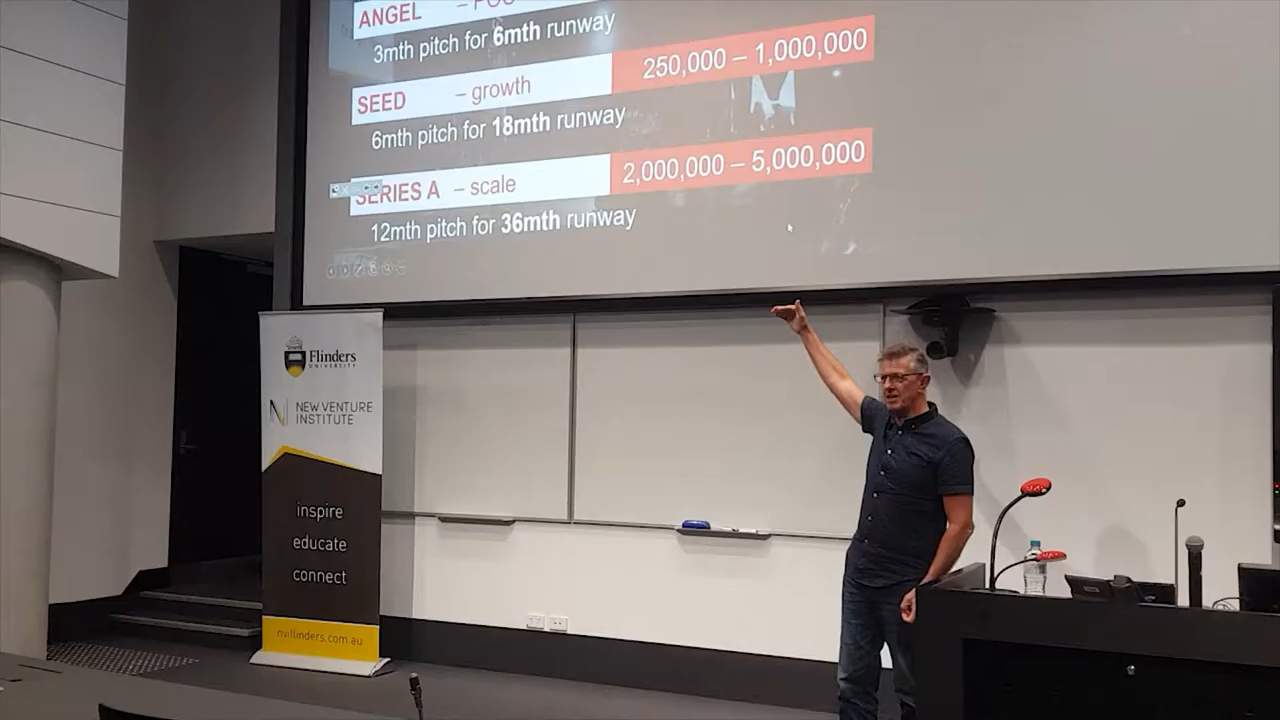 ANGEL
3mth pitch for 6mth runway
SEED – growth 250,000 – 1,000,000
6mth pitch for 18mth runway
SERIES A – scale 2,000,000 – 5,000,000
12mth pitch for 36mth runway
Flinders
UNIVERSITY
NEW VENTURE
INSTITUTE
inspire
educate
connect
nviflinders.com.au